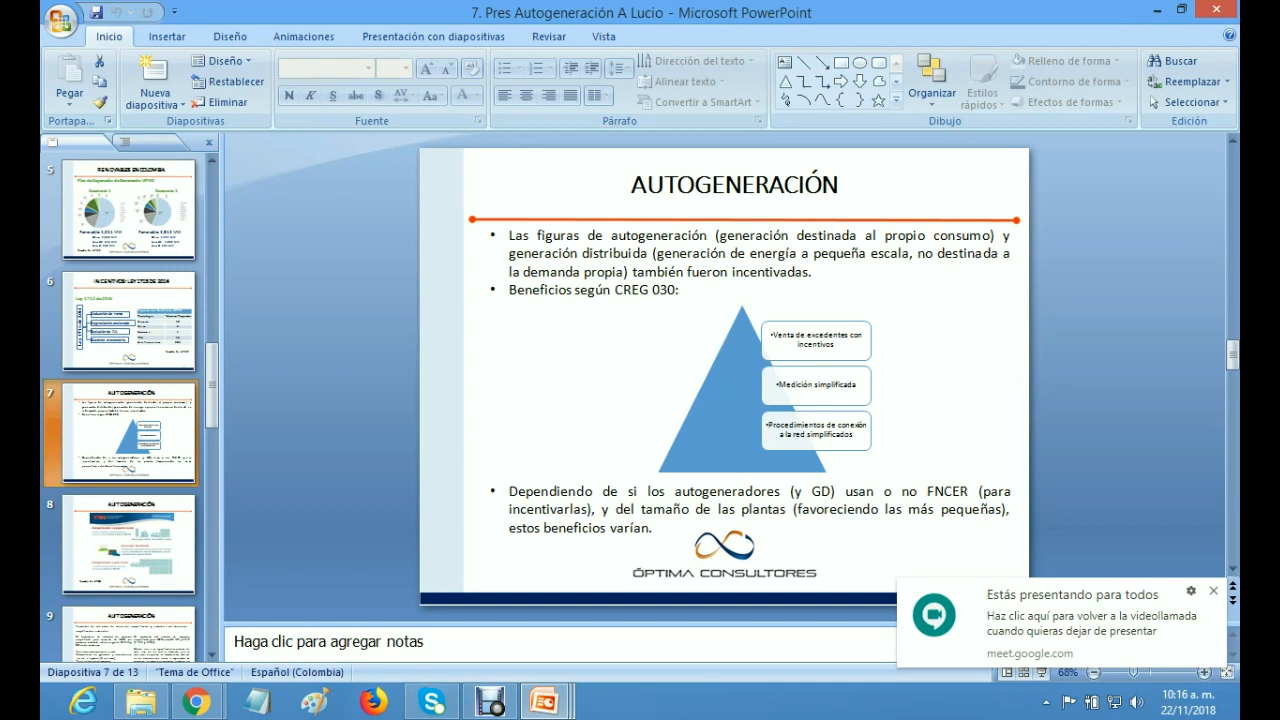 7. Pres Autogeneración A Lucio - Microsoft PowerPoint
Inicio Insertar Diseño Animaciones Presentación con diapositivas Revisar Vista
Pegar
Nueva diapositiva
Diseño
Restablecer
Eliminar
Dirección del texto
Alinear texto
Convertir a SmartArt
Organizar
Estilos rápidos
Relleno de forma
Contorno de forma
Efectos de formas
Buscar
Reemplazar
Seleccionar
Portapa... Diapositivas Fuente Párrafo Dibujo Edición
5
6
7
8
9
AUTOGENERACIÓN
AUTOGENERACIÓN
AUTOGENERACIÓN
AUTOGENERACIÓN
• Las figuras de autogeneración (generación destinada al propio consumo) y
generación distribuida (generación de energía a pequeña escala, no destinada a
la demanda propia) también fueron incentivadas.
• Beneficios según CREG 030:
•Venta de excedentes con
incentivos
•Medición simplificada
•Procedimientos de conexión
a la red simplificados
• Dependiendo de si los autogeneradores (y GD) usan o no FNCER (para
incentivarlas), y del tamaño de las plantas (favoreciendo las más pequeñas),
estos beneficios varían.
ÓPTIMA CONSULTORES
Estás presentando para todos
Haz clic aquí para volver a la videollamada
cuando quieras dejar de presentar
meet.google.com
Haga clic para agregar notas
Diapositiva 7 de 13 "Tema de Office" Español (Colombia) 68%
10:16 a. m.
22/11/2018